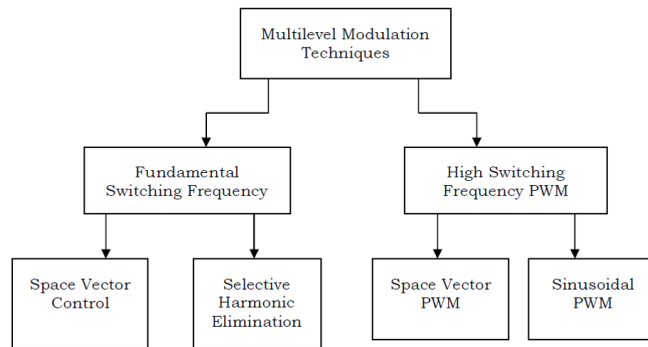 Multilevel Modulation
Techniques
Fundamental
Switching Frequency
High Switching
Frequency PWM
Space Vector
Control
Selective
Harmonic
Elimination
Space Vector
PWM
Sinusoidal
PWM